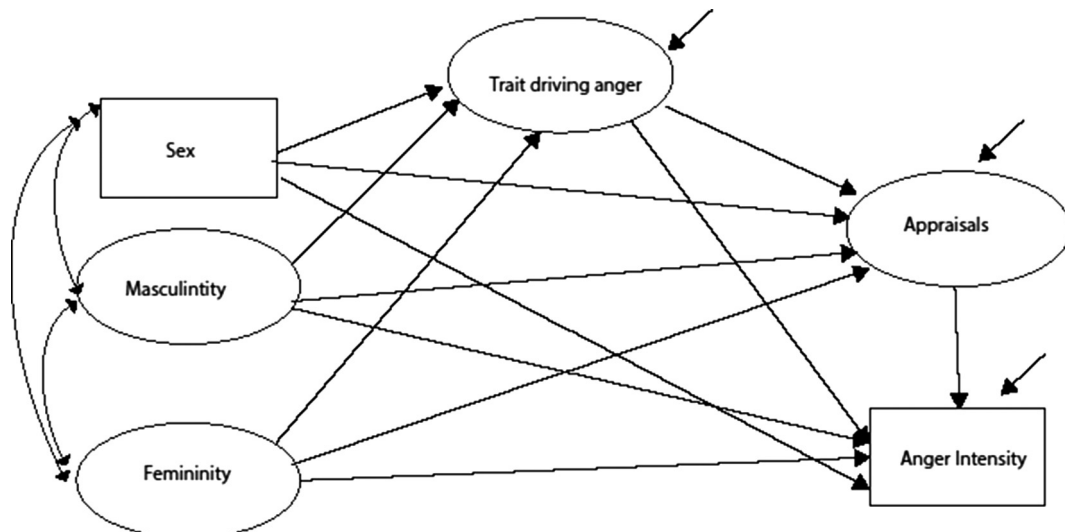 Trait driving anger
Sex
Appraisals
Masculintity
Femininity
Anger Intensity